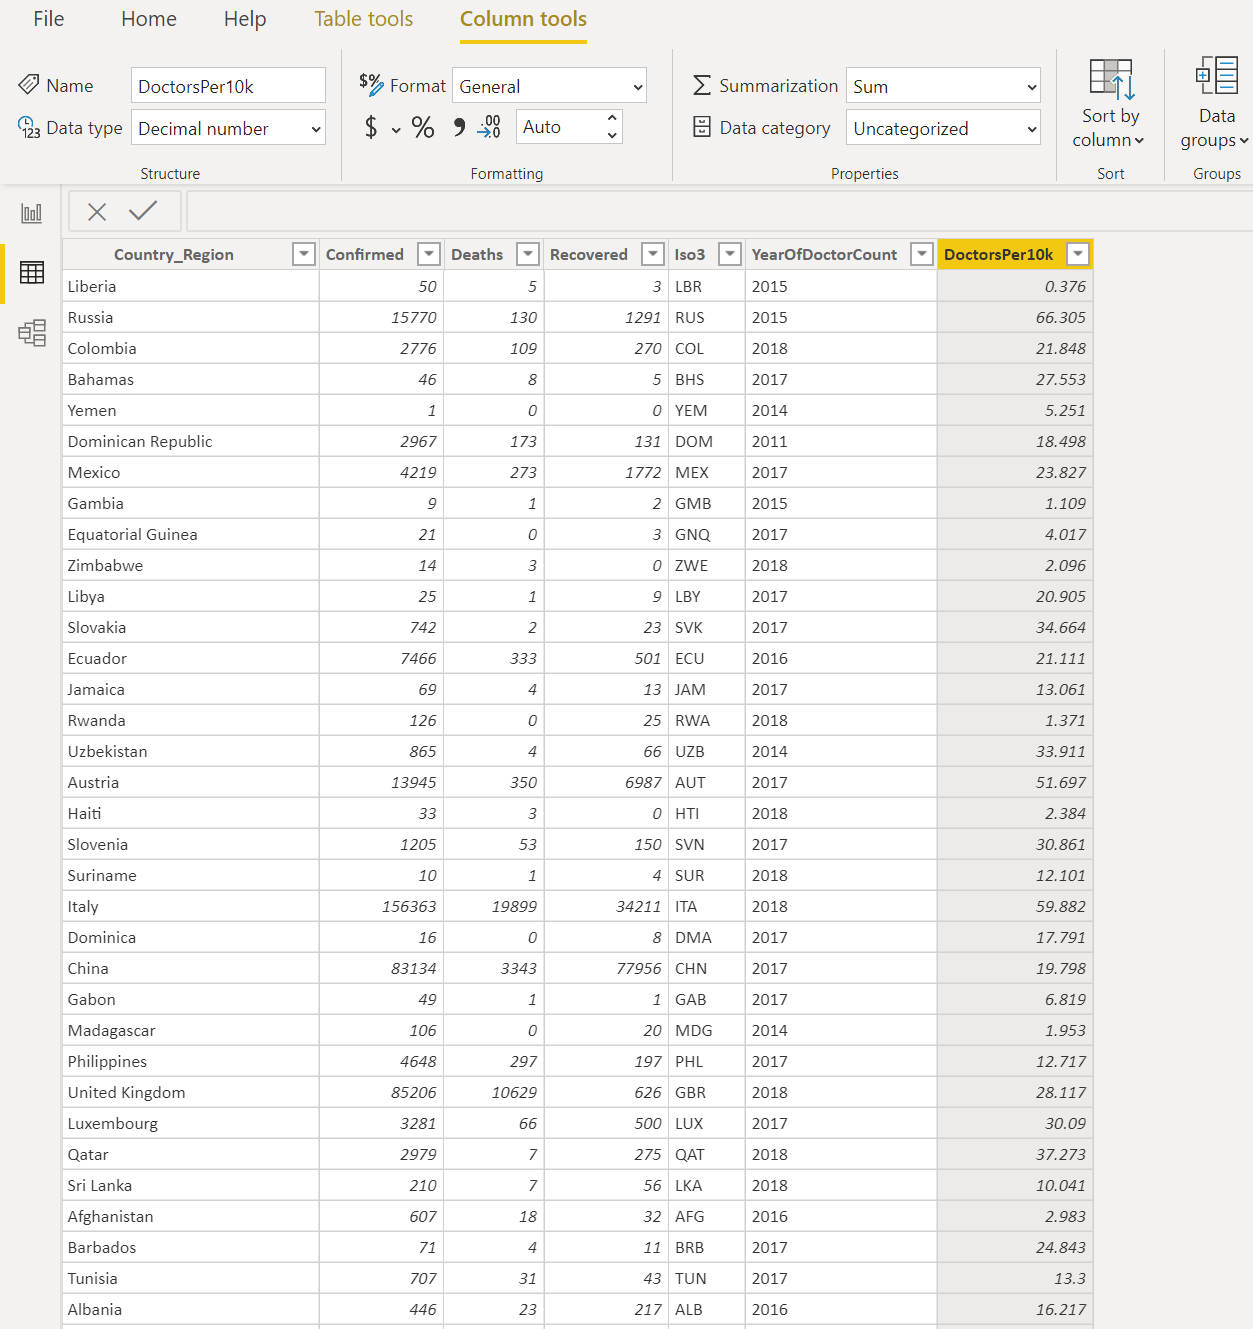 File Home Help Table tools Column tools
Name DoctorsPer10k $% Format General Summarization Sum
123 Data type Decimal number $ % , .00 Auto Data category Uncategorized Sort by column Data groups
Structure Formatting Properties Sort Groups
Country_Region Confirmed Deaths Recovered Iso3 YearOfDoctorCount DoctorsPer10k
Liberia 50 5 3 LBR 2015 0.376
Russia 15770 130 1291 RUS 2015 66.305
Colombia 2776 109 270 COL 2018 21.848
Bahamas 46 8 5 BHS 2017 27.553
Yemen 1 0 0 YEM 2014 5.251
Dominican Republic 2967 173 131 DOM 2011 18.498
Mexico 4219 273 1772 MEX 2017 23.827
Gambia 9 1 2 GMB 2015 1.109
Equatorial Guinea 21 0 3 GNQ 2017 4.017
Zimbabwe 14 3 0 ZWE 2018 2.096
Libya 25 1 9 LBY 2017 20.905
Slovakia 742 2 23 SVK 2017 34.664
Ecuador 7466 333 501 ECU 2016 21.111
Jamaica 69 4 13 JAM 2017 13.061
Rwanda 126 0 25 RWA 2018 1.371
Uzbekistan 865 4 66 UZB 2014 33.911
Austria 13945 350 6987 AUT 2017 51.697
Haiti 33 3 0 HTI 2018 2.384
Slovenia 1205 53 150 SVN 2017 30.861
Suriname 10 1 4 SUR 2018 12.101
Italy 156363 19899 34211 ITA 2018 59.882
Dominica 16 0 8 DMA 2017 17.791
China 83134 3343 77956 CHN 2017 19.798
Gabon 49 1 1 GAB 2017 6.819
Madagascar 106 0 20 MDG 2014 1.953
Philippines 4648 297 197 PHL 2017 12.717
United Kingdom 85206 10629 626 GBR 2018 28.117
Luxembourg 3281 66 500 LUX 2017 30.09
Qatar 2979 7 275 QAT 2018 37.273
Sri Lanka 210 7 56 LKA 2018 10.041
Afghanistan 607 18 32 AFG 2016 2.983
Barbados 71 4 11 BRB 2017 24.843
Tunisia 707 31 43 TUN 2017 13.3
Albania 446 23 217 ALB 2016 16.217